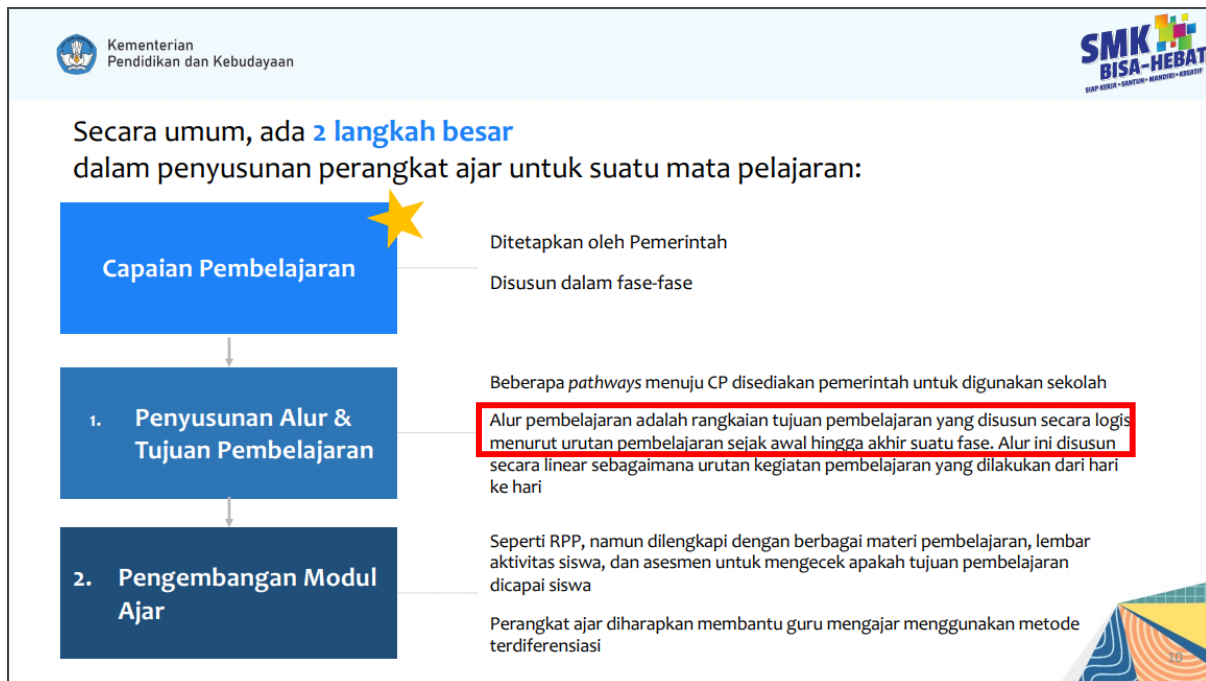 Kementerian
Pendidikan dan Kebudayaan
SMK
BISA-HEBAT
SIAP KERJA • SANTUN • MANDIRI • KREATIF
Secara umum, ada 2 langkah besar
dalam penyusunan perangkat ajar untuk suatu mata pelajaran:
Capaian Pembelajaran
Ditetapkan oleh Pemerintah
Disusun dalam fase-fase
1. Penyusunan Alur &
Tujuan Pembelajaran
Beberapa pathways menuju CP disediakan pemerintah untuk digunakan sekolah
Alur pembelajaran adalah rangkaian tujuan pembelajaran yang disusun secara logis
menurut urutan pembelajaran sejak awal hingga akhir suatu fase. Alur ini disusun
secara linear sebagaimana urutan kegiatan pembelajaran yang dilakukan dari hari
ke hari
2. Pengembangan Modul
Ajar
Seperti RPP, namun dilengkapi dengan berbagai materi pembelajaran, lembar
aktivitas siswa, dan asesmen untuk mengecek apakah tujuan pembelajaran
dicapai siswa
Perangkat ajar diharapkan membantu guru mengajar menggunakan metode
terdiferensiasi
10